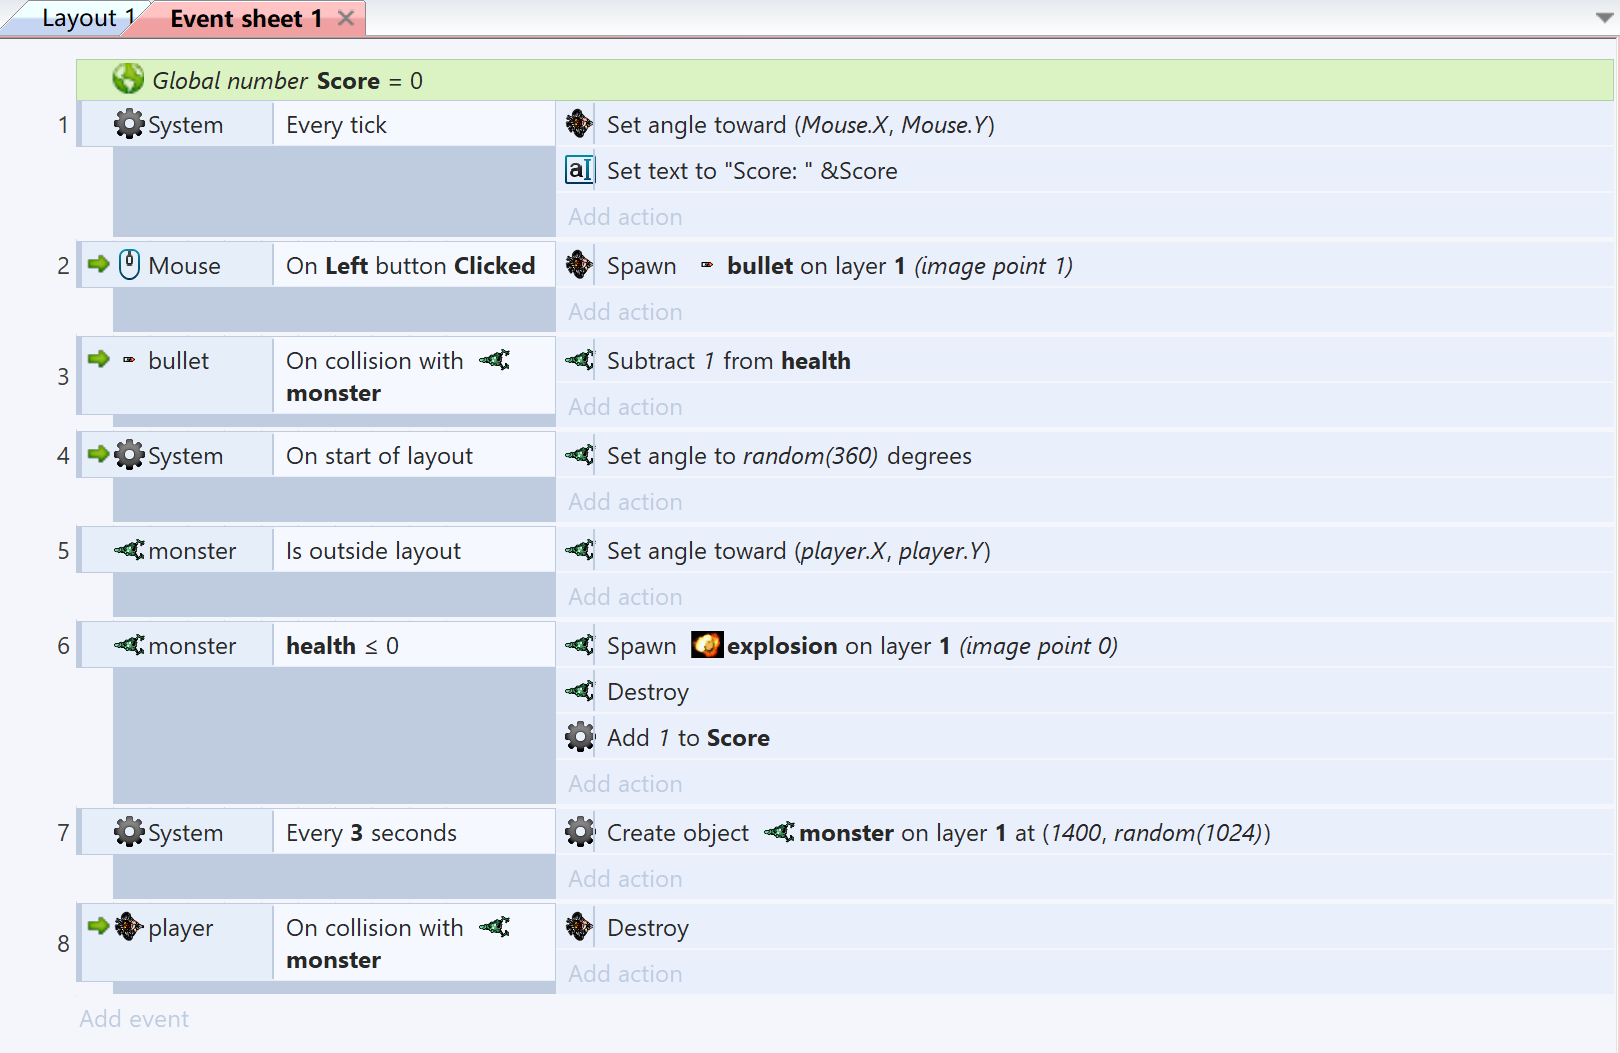 Layout 1
Event sheet 1
Global number Score = 0
1 System Every tick Set angle toward (Mouse.X, Mouse.Y)
aI Set text to "Score: " &Score
Add action
2 Mouse On Left button Clicked Spawn bullet on layer 1 (image point 1)
Add action
3 bullet On collision with monster Subtract 1 from health
Add action
4 System On start of layout Set angle to random(360) degrees
Add action
5 monster Is outside layout Set angle toward (player.X, player.Y)
Add action
6 monster health ≤ 0 Spawn explosion on layer 1 (image point 0)
Destroy
Add 1 to Score
Add action
7 System Every 3 seconds Create object monster on layer 1 at (1400, random(1024))
Add action
8 player On collision with monster Destroy
Add action
Add event